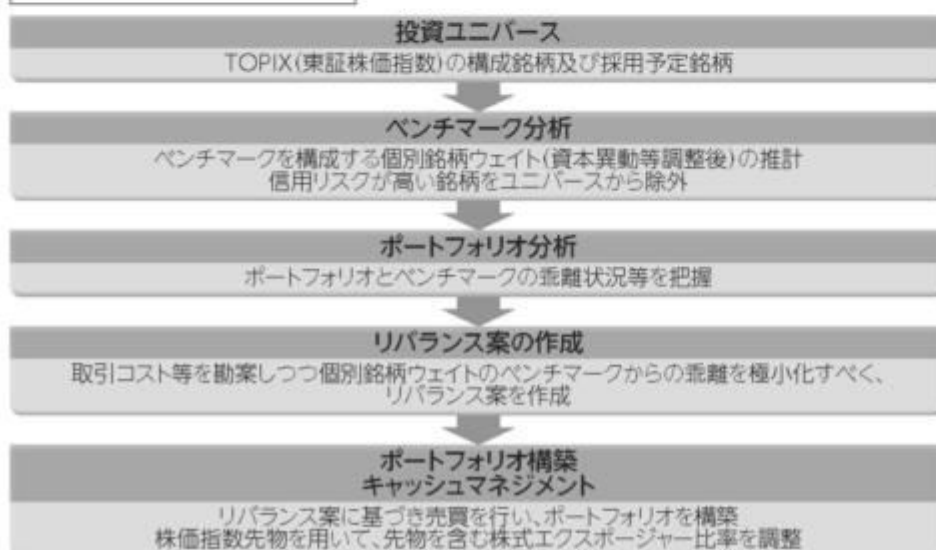 投資ユニバース
TOPIX(東証株価指数)の構成銘柄及び採用予定銘柄
ベンチマーク分析
ベンチマークを構成する個別銘柄ウェイト(資本異動等調整後)の推計
信用リスクが高い銘柄をユニバースから除外
ポートフォリオ分析
ポートフォリオとベンチマークの乖離状況等を把握
リバランス案の作成
取引コスト等を勘案しつつ個別銘柄ウェイトのベンチマークからの乖離を極小化すべく、
リバランス案を作成
ポートフォリオ構築
キャッシュマネジメント
リバランス案に基づき売買を行い、ポートフォリオを構築
株価指数先物を用いて、先物を含む株式エクスポージャー比率を調整